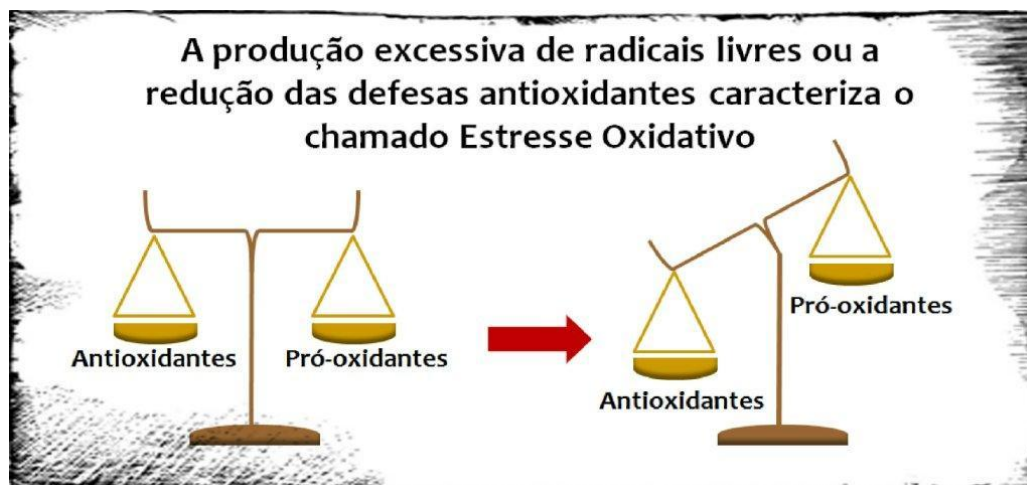 A produção excessiva de radicais livres ou a
redução das defesas antioxidantes caracteriza o
chamado Estresse Oxidativo
Antioxidantes
Pró-oxidantes
Pró-oxidantes
Antioxidantes